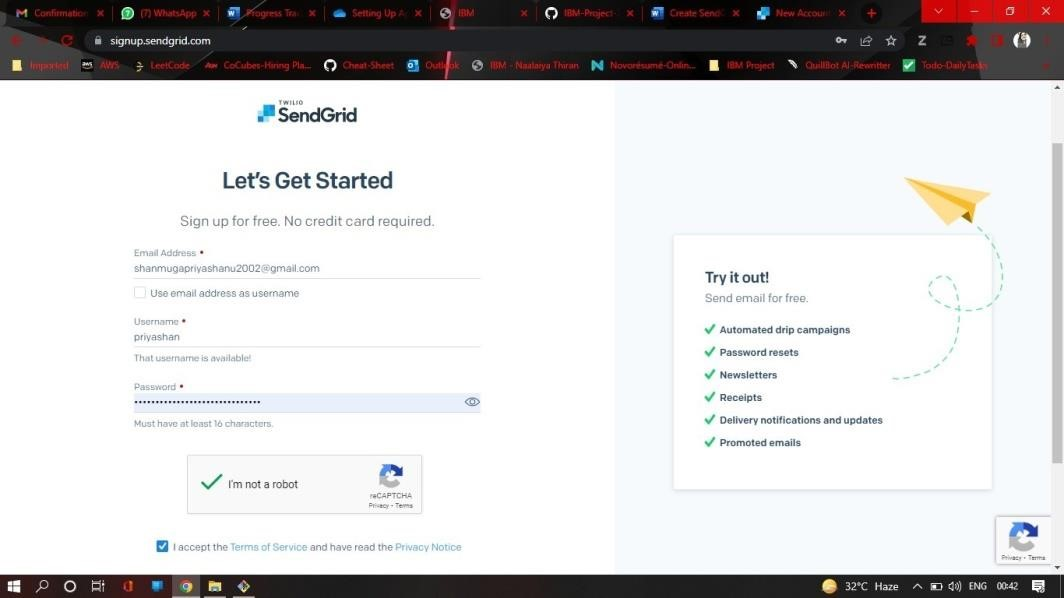 Confirmation
(7) WhatsApp
Progress Tra
Setting Up A
IBM
IBM-Project-
Create SendG
New Accoun
signup.sendgrid.com
Imported
AWS
LeetCode
CoCubes-Hiring Pla...
Cheat-Sheet
Outlook
IBM - Naalaiya Thiran
Novorésumé-Onlin...
IBM Project
QuillBot AI-Rewritter
Todo-DailyTasks
TWILIO
SendGrid
Let's Get Started
Sign up for free. No credit card required.
Email Address •
shanmugapriyashanu2002@gmail.com
Use email address as username
Username •
priyashan
That username is available!
Password •
Must have at least 16 characters.
I'm not a robot
reCAPTCHA
Privacy - Terms
I accept the Terms of Service and have read the Privacy Notice
Try it out!
Send email for free.
Automated drip campaigns
Password resets
Newsletters
Receipts
Delivery notifications and updates
Promoted emails
Privacy - Terms
32°C Haze
ENG
00:42